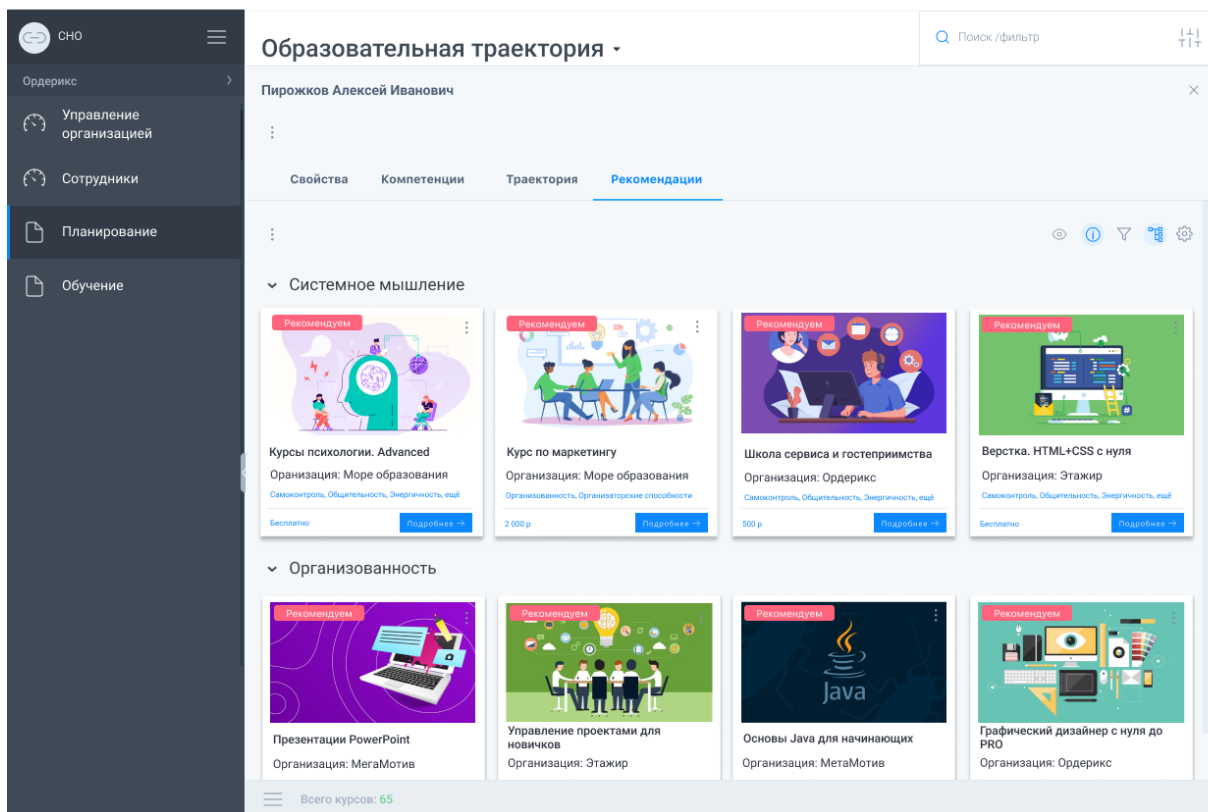 СНО
Образовательная траектория
Поиск /фильтр
Ордерикс
Пирожков Алексей Иванович
Управление
организацией
Сотрудники
Планирование
Обучение
Свойства Компетенции Траектория Рекомендации
Системное мышление
Рекомендуем
Курсы психологии. Advanced
Оранизация: Море образования
Самоконтроль, Общительность, Энергичность, ещё
Бесплатно Подробнее →
Рекомендуем
Курс по маркетингу
Организация: Море образования
Организованность, Организаторские способности
2 000 р Подробнее →
Рекомендуем
Школа сервиса и гостеприимства
Организация: Ордерикс
Самоконтроль, Общительность, Энергичность, ещё
500 р Подробнее →
Рекомендуем
Верстка. HTML+CSS с нуля
Организация: Этажир
Самоконтроль, Общительность, Энергичность, ещё
Бесплатно Подробнее →
Организованность
Рекомендуем
Презентации PowerPoint
Организация: МегаМотив
Рекомендуем
Управление проектами для
новичков
Организация: Этажир
Рекомендуем
Java
Основы Java для начинающих
Организация: МетаМотив
Рекомендуем
Графический дизайнер с нуля до
PRO
Организация: Ордерикс
Всего курсов: 65